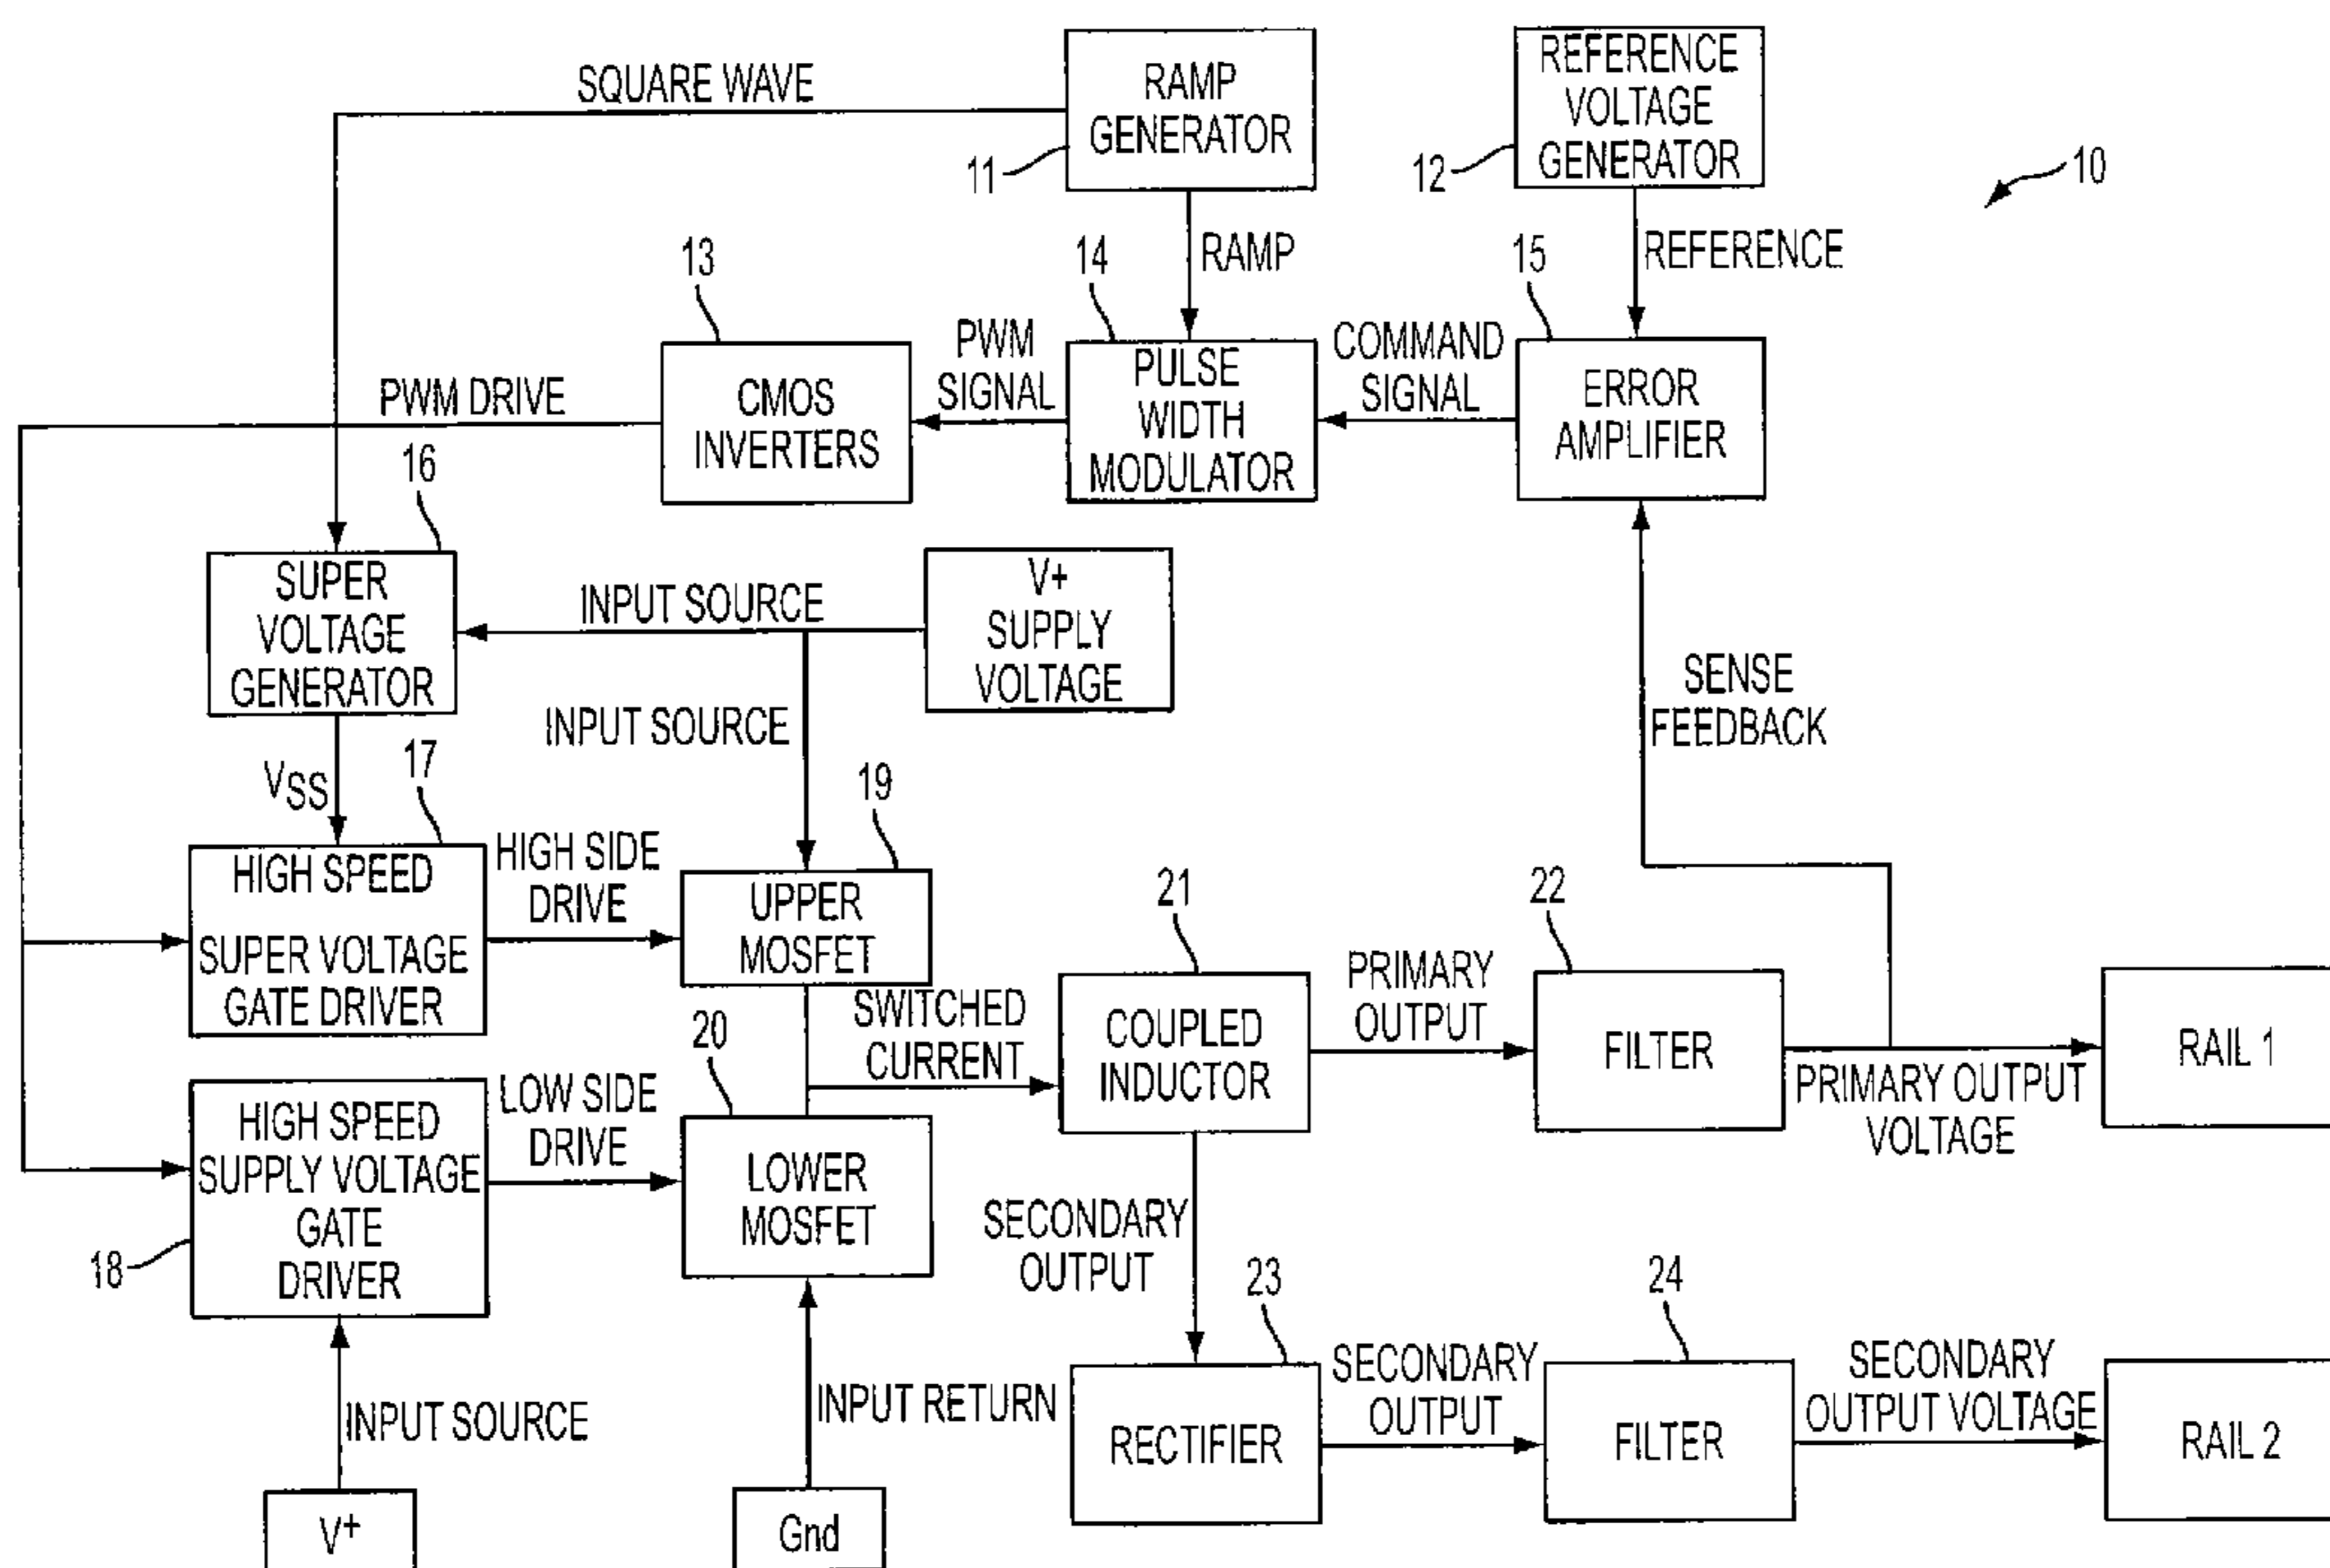 SQUARE WAVE
RAMP
GENERATOR
11
REFERENCE
VOLTAGE
GENERATOR
12
10
RAMP
REFERENCE
13
14
15
PWM DRIVE
CMOS
INVERTERS
PWM
SIGNAL
PULSE
WIDTH
MODULATOR
COMMAND
SIGNAL
ERROR
AMPLIFIER
16
SUPER
VOLTAGE
GENERATOR
INPUT SOURCE
V+
SUPPLY
VOLTAGE
INPUT SOURCE
SENSE
FEEDBACK
VSS
17
19
HIGH SPEED
SUPER VOLTAGE
GATE DRIVER
HIGH SIDE
DRIVE
UPPER
MOSFET
21
22
20
SWITCHED
CURRENT
COUPLED
INDUCTOR
PRIMARY
OUTPUT
FILTER
PRIMARY OUTPUT
VOLTAGE
RAIL 1
HIGH SPEED
SUPPLY VOLTAGE
GATE
DRIVER
18
LOW SIDE
DRIVE
LOWER
MOSFET
SECONDARY
OUTPUT
23
24
INPUT SOURCE
INPUT RETURN
RECTIFIER
SECONDARY
OUTPUT
FILTER
SECONDARY
OUTPUT VOLTAGE
RAIL 2
V+
Gnd